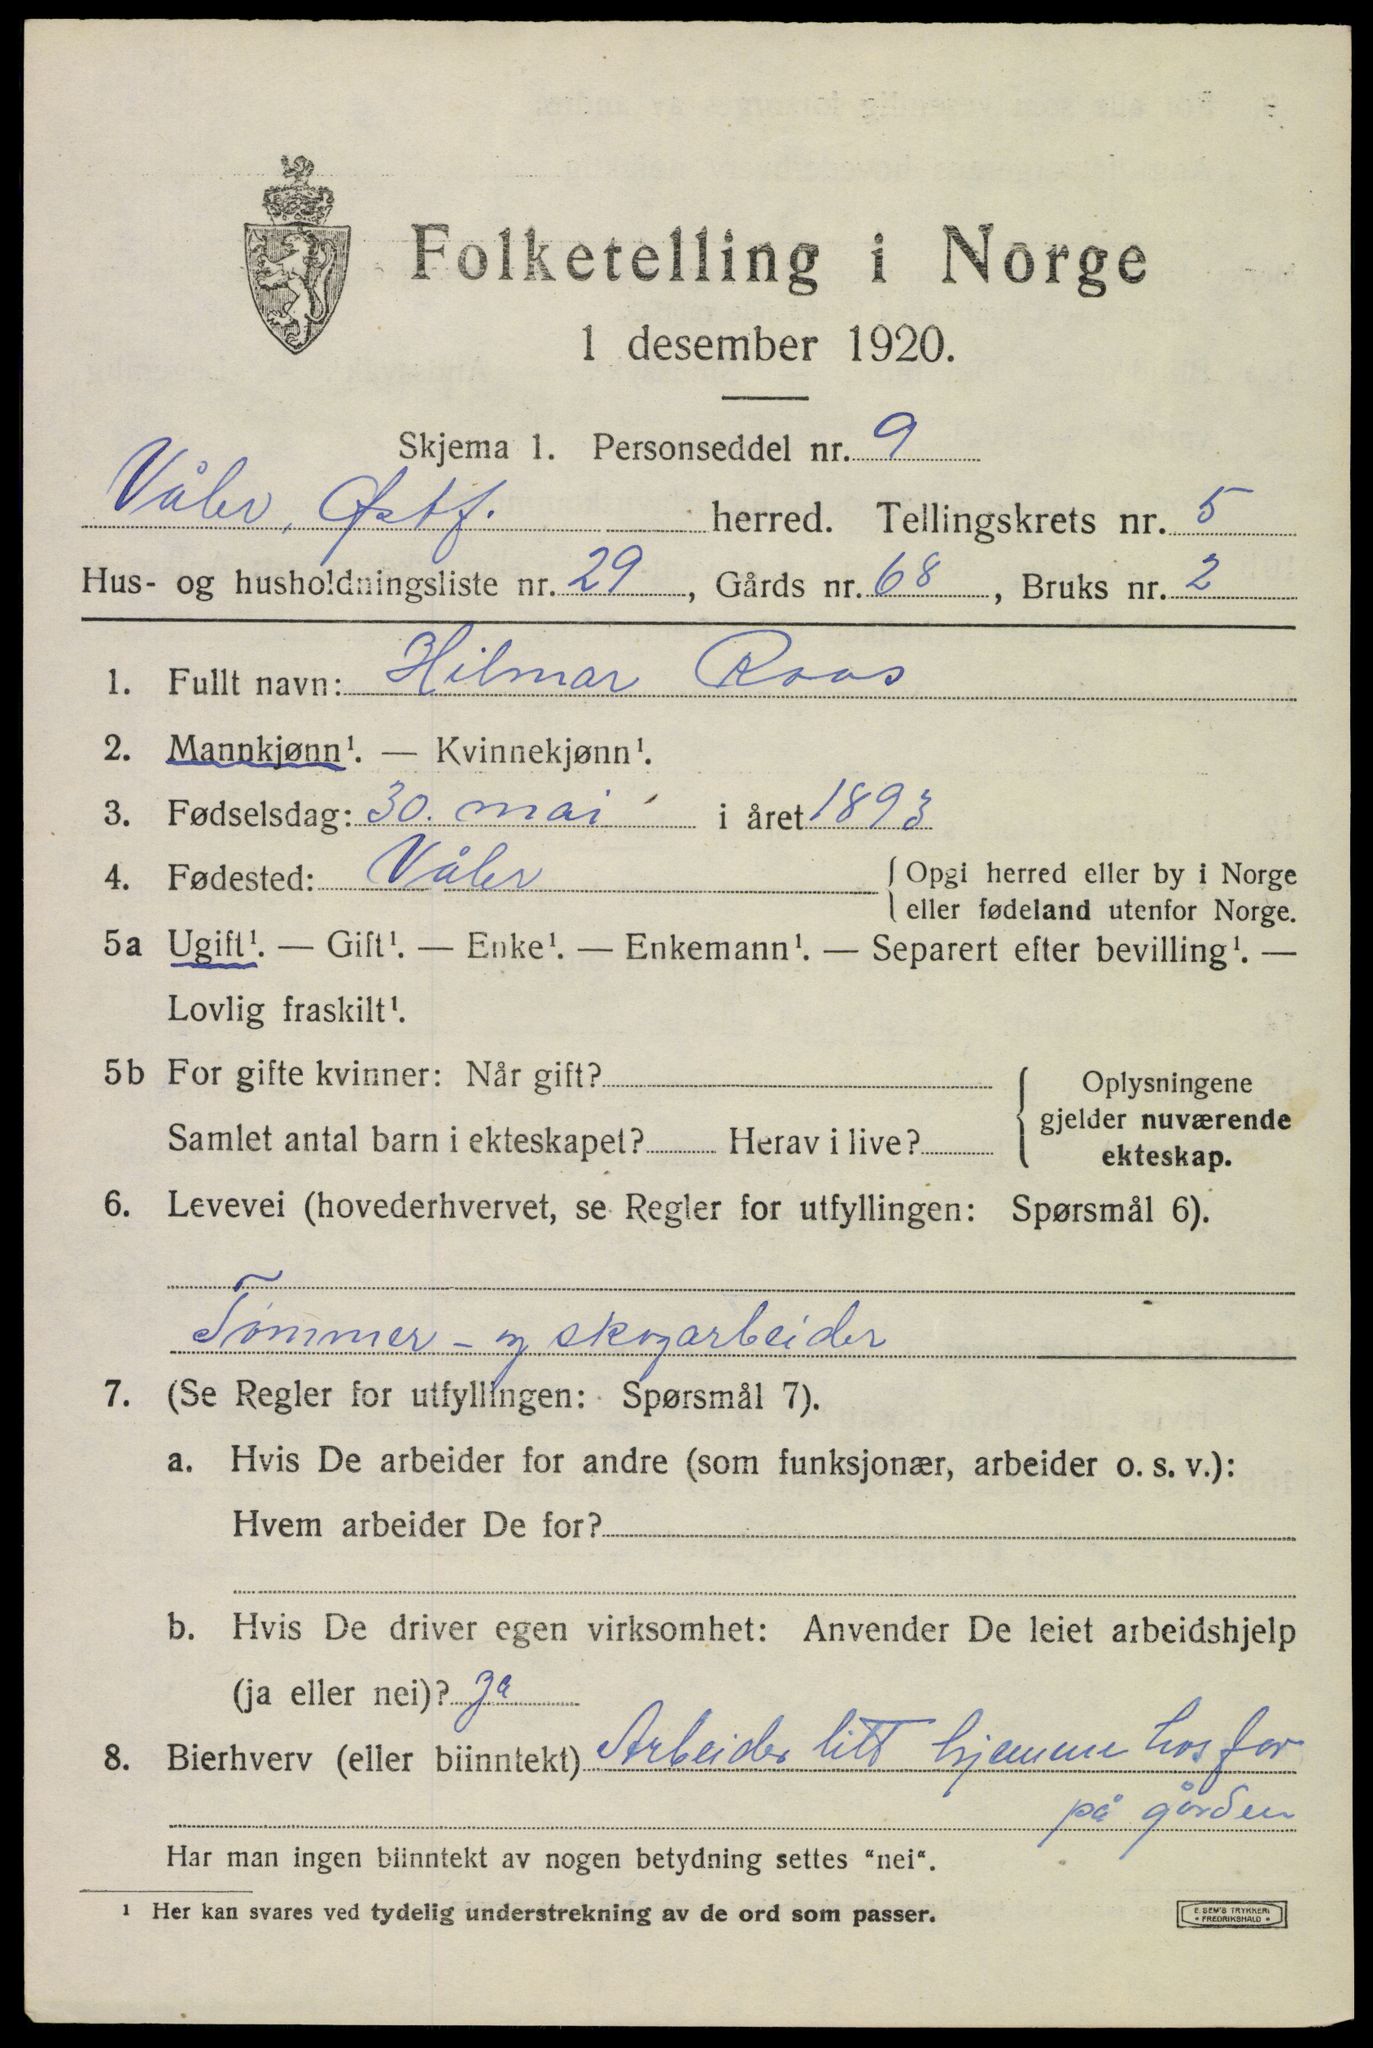 Folketelling i Norge
1 desember 1920.
Skjema 1. Personseddel nr. 9
Våler, Østf. herred. Tellingskrets nr. 5
Hus- og husholdningsliste nr. 29, Gårds nr. 68, Bruks nr. 2
1. Fullt navn: Hilmar Roos
2. Mannkjønn¹. — Kvinnekjønn¹.
3. Fødselsdag: 30. mai i året 1893
4. Fødested: Våler { Opgi herred eller by i Norge
eller fødeland utenfor Norge.
5a Ugift¹. — Gift¹. — Enke¹. — Enkemann¹. — Separert efter bevilling¹. —
Lovlig fraskilt¹.
5b For gifte kvinner: Når gift?
Samlet antal barn i ekteskapet? Herav i live?
Oplysningene
gjelder nuværende
ekteskap.
6. Levevei (hovederhvervet, se Regler for utfyllingen: Spørsmål 6).
Tømmer- og skogarbeider
7. (Se Regler for utfyllingen: Spørsmål 7).
a. Hvis De arbeider for andre (som funksjonær, arbeider o. s. v.):
Hvem arbeider De for?
b. Hvis De driver egen virksomhet: Anvender De leiet arbeidshjelp
(ja eller nei)? ja
8. Bierhverv (eller biinntekt) Arbeider litt hjemme hos far
på gården
Har man ingen biinntekt av nogen betydning settes "nei".
¹ Her kan svares ved tydelig understrekning av de ord som passer.
E. SEM'S TRYKKERI
FREDRIKSHALD